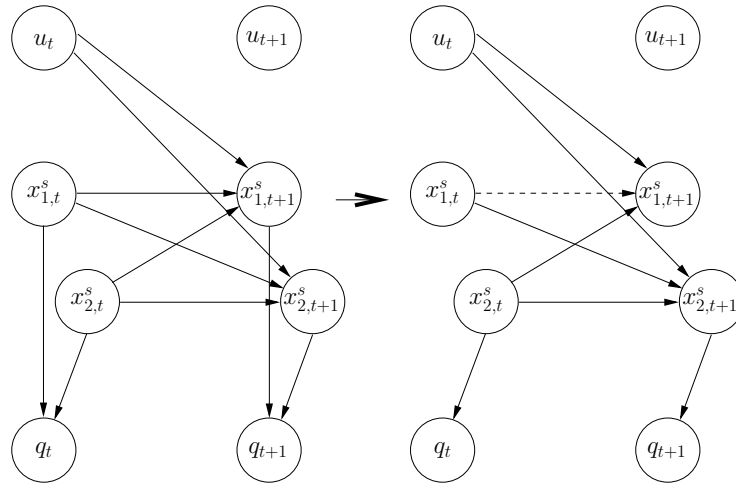 $u_t$ $u_{t+1}$ $u_t$ $u_{t+1}$
$x^s_{1,t}$ $x^s_{1,t+1}$ $x^s_{1,t}$ $x^s_{1,t+1}$
$x^s_{2,t}$ $x^s_{2,t+1}$ $x^s_{2,t}$ $x^s_{2,t+1}$
$q_t$ $q_{t+1}$ $q_t$ $q_{t+1}$